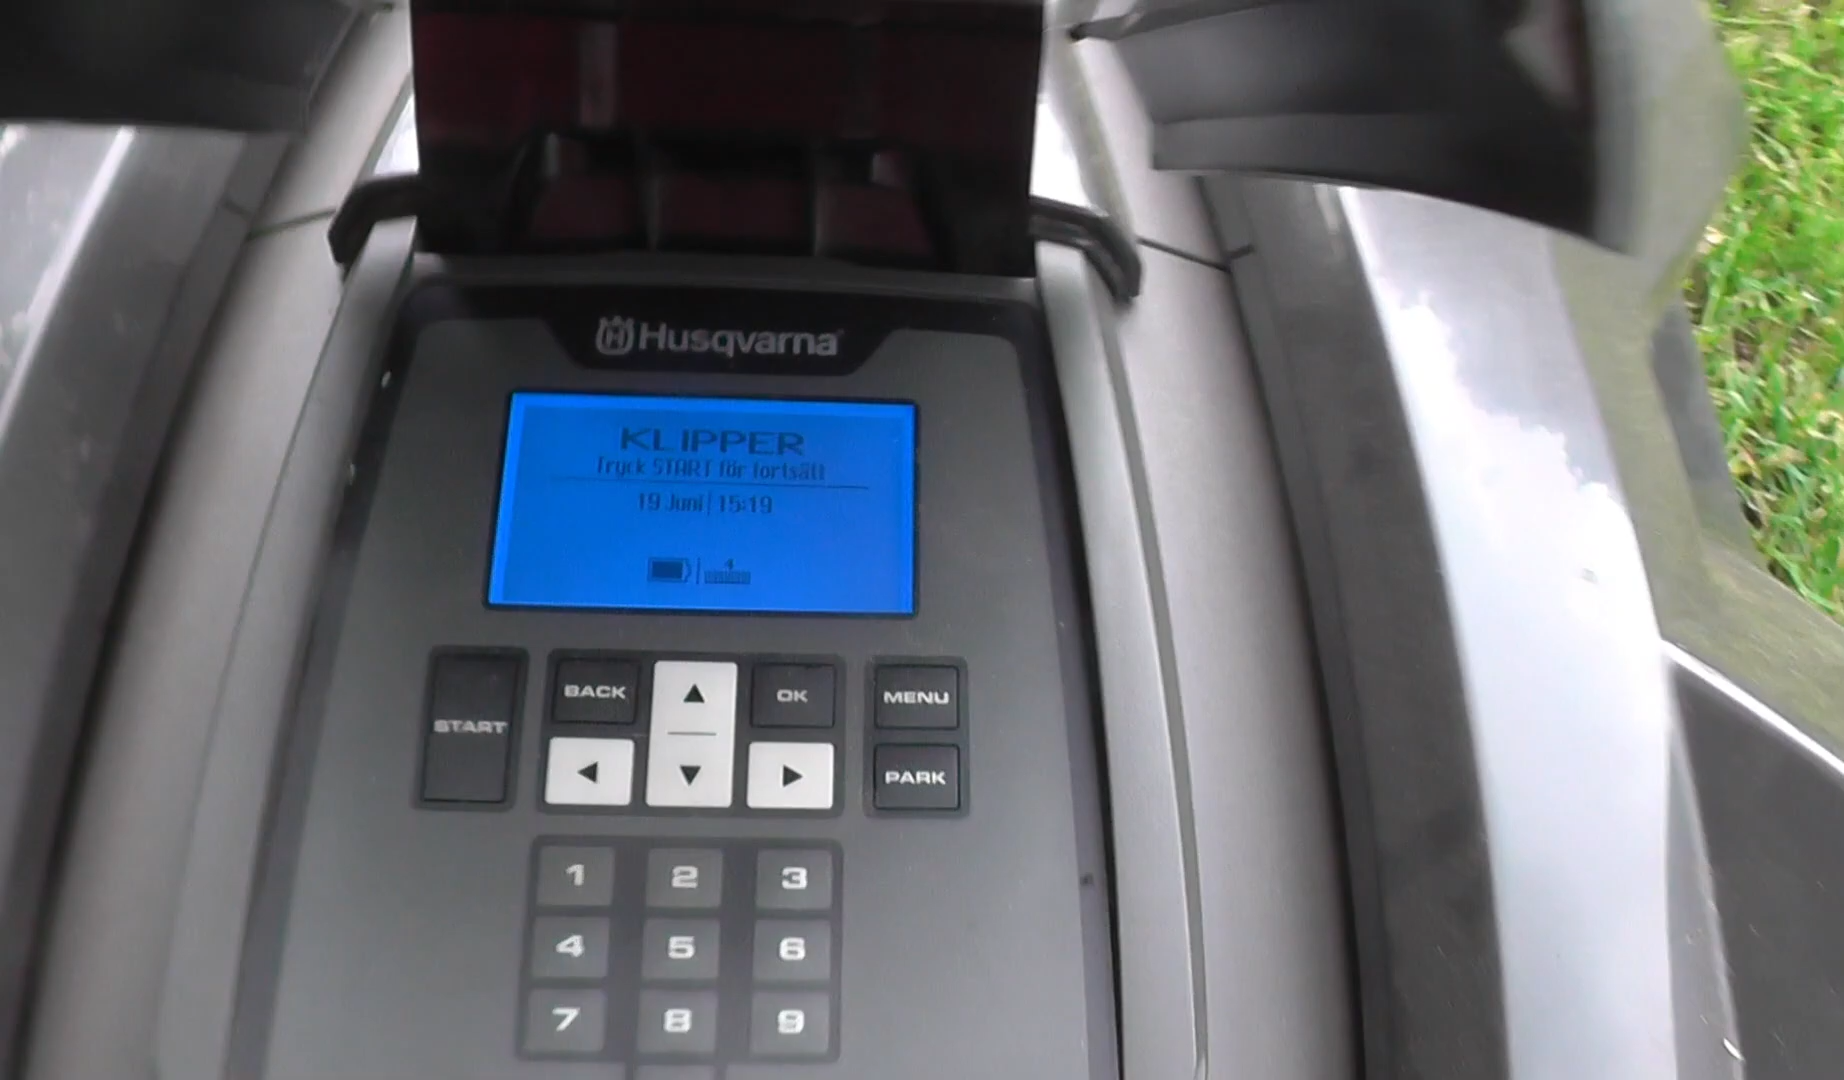 Husqvarna
KLIPPER
Tryck START för fortsätt
19 Juni | 15:19
4
BACK
OK
MENU
START
PARK
1 2 3
4 5 6
7 8 9